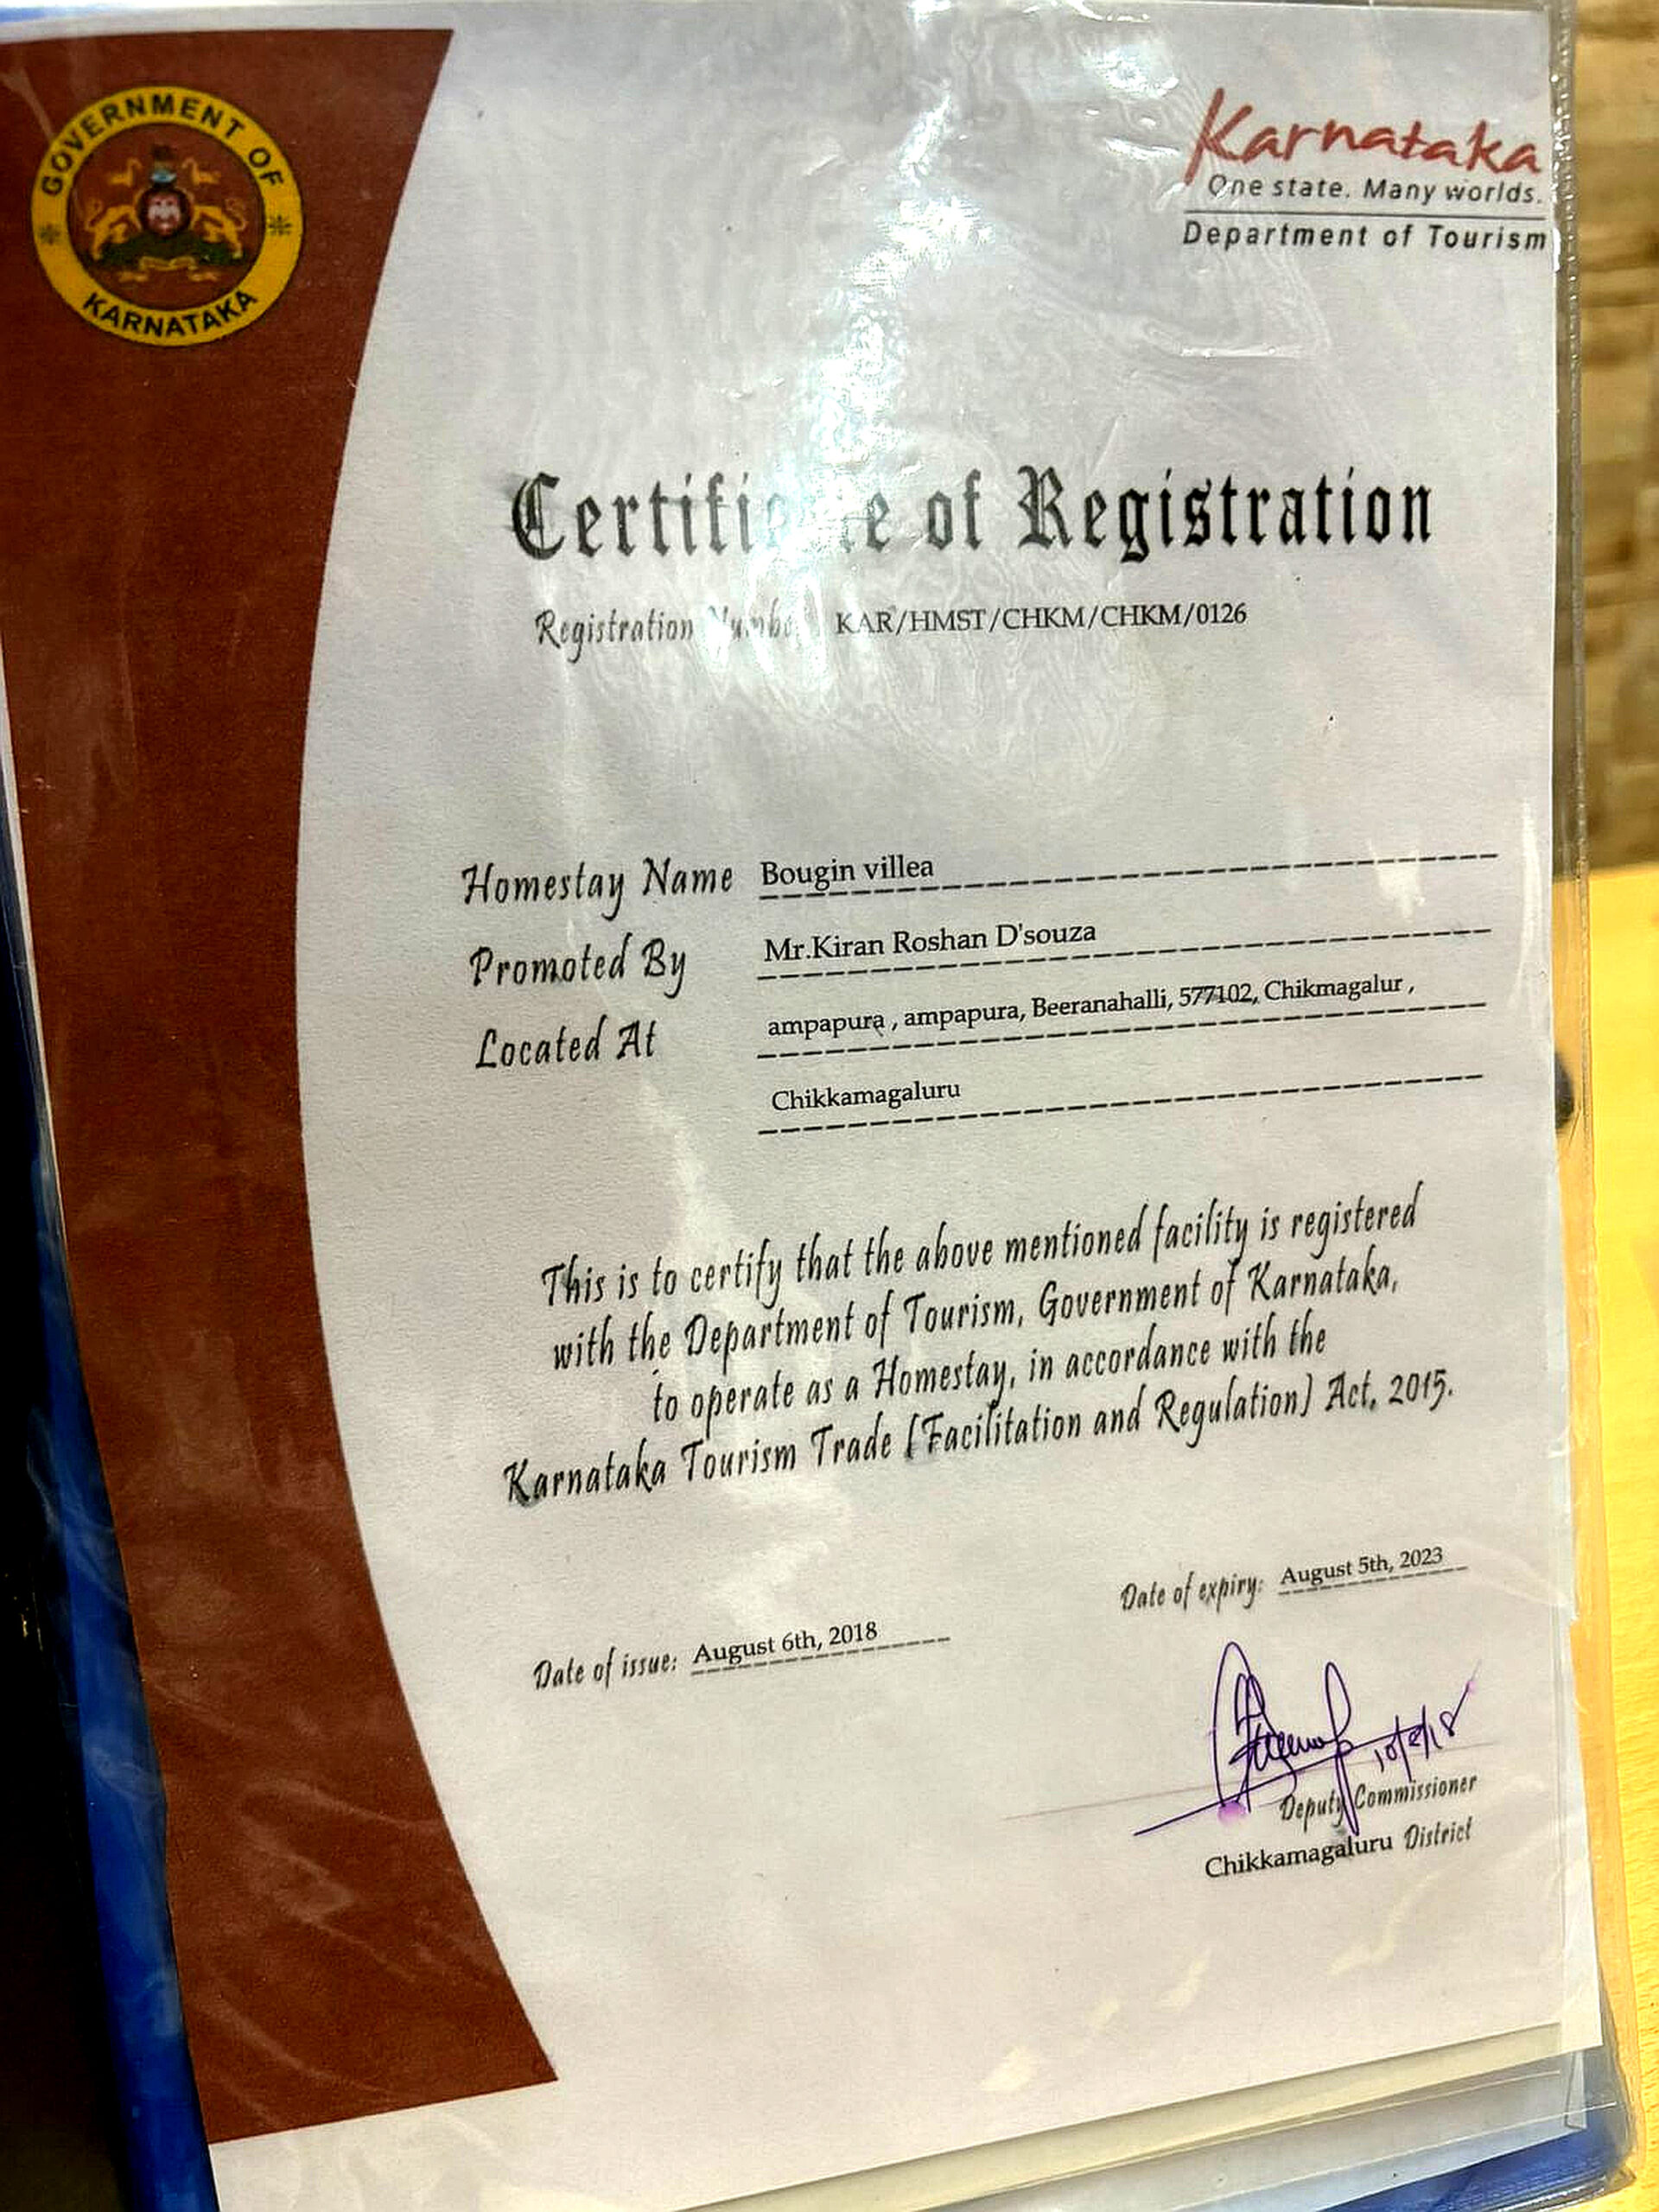 GOVERNMENT OF
KARNATAKA
Karnataka
One state. Many worlds.
Department of Tourism
Certificate of Registration
Registration Number KAR/HMST/CHKM/CHKM/0126
Homestay Name Bougin villea
Promoted By Mr.Kiran Roshan D'souza
Located At ampapura , ampapura, Beeranahalli, 577102, Chikmagalur ,
Chikkamagaluru
This is to certify that the above mentioned facility is registered
with the Department of Tourism, Government of Karnataka,
to operate as a Homestay, in accordance with the
Karnataka Tourism Trade (Facilitation and Regulation) Act, 2015.
Date of expiry: August 5th, 2023
Date of issue: August 6th, 2018
Deputy Commissioner
Chikkamagaluru District